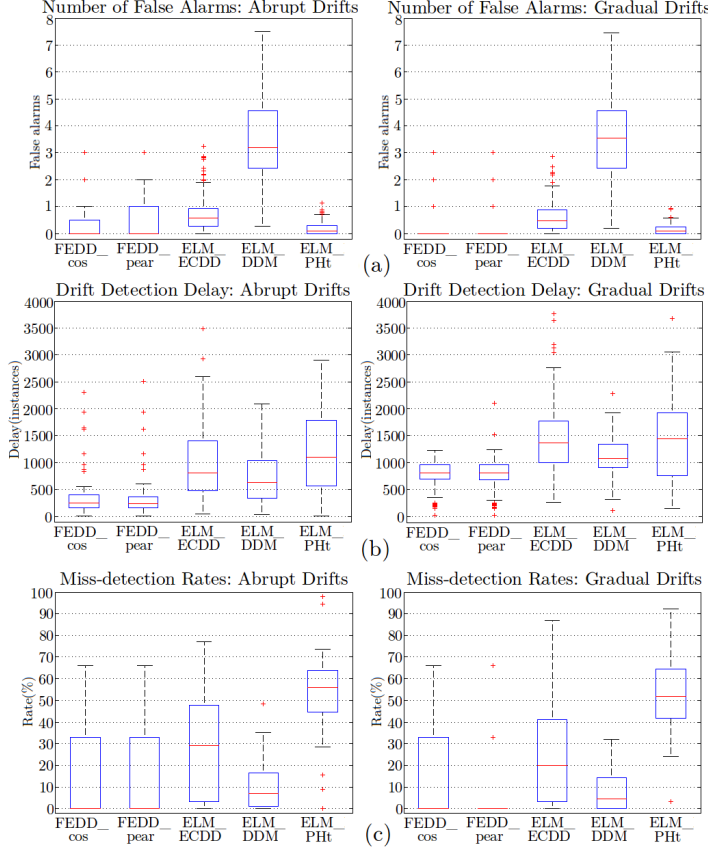 Number of False Alarms: Abrupt Drifts
Number of False Alarms: Gradual Drifts
False alarms
8
7
6
5
4
3
2
1
0
FEDD_
cos
FEDD_
pear
ELM_
ECDD
ELM_
DDM
ELM_
PHt
False alarms
8
7
6
5
4
3
2
1
0
FEDD_
cos
FEDD_
pear
ELM_
ECDD
ELM_
DDM
ELM_
PHt
(a)
Drift Detection Delay: Abrupt Drifts
Drift Detection Delay: Gradual Drifts
Delay(instances)
4000
3500
3000
2500
2000
1500
1000
500
0
FEDD_
cos
FEDD_
pear
ELM_
ECDD
ELM_
DDM
ELM_
PHt
Delay(instances)
4000
3500
3000
2500
2000
1500
1000
500
0
FEDD_
cos
FEDD_
pear
ELM_
ECDD
ELM_
DDM
ELM_
PHt
(b)
Miss-detection Rates: Abrupt Drifts
Miss-detection Rates: Gradual Drifts
Rate(%)
100
90
80
70
60
50
40
30
20
10
0
FEDD_
cos
FEDD_
pear
ELM_
ECDD
ELM_
DDM
ELM_
PHt
Rate(%)
100
90
80
70
60
50
40
30
20
10
0
FEDD_
cos
FEDD_
pear
ELM_
ECDD
ELM_
DDM
ELM_
PHt
(c)